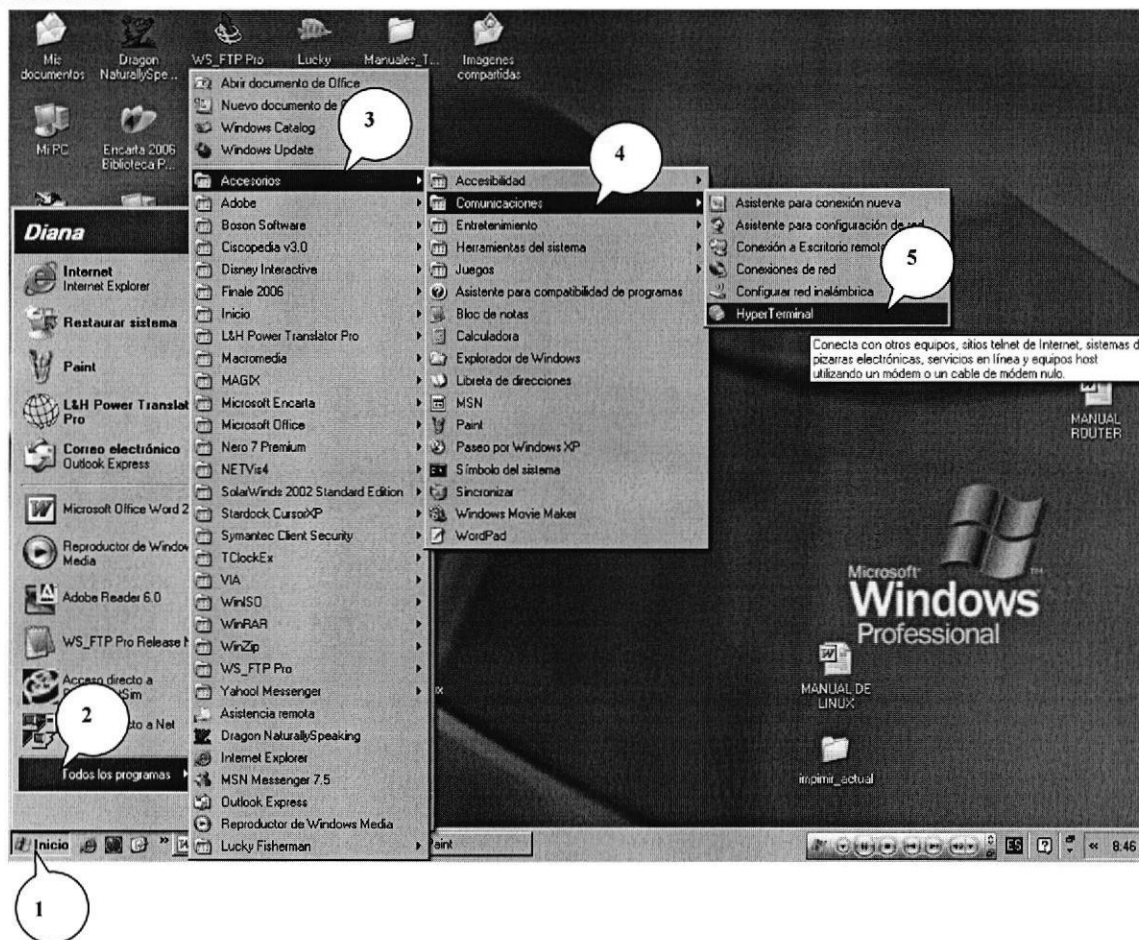 Mis documentos
Dragon NaturallySpe...
WS_FTP Pro
Lucky
Manuales_T...
Imagenes compartidas
Mi PC
Encarta 2006 Biblioteca P...
Abrir documento de Office
Nuevo documento de
Windows Catalog
Windows Update
3
Accesorios
Adobe
Boson Software
Ciscopedia v3.0
Disney Interactive
Finale 2006
Inicio
L&H Power Translator Pro
Macromedia
MAGIX
Microsoft Encarta
Microsoft Office
Nero 7 Premium
NETVis4
SolarWinds 2002 Standard Edition
Stardock CursorXP
Symantec Client Security
TClockEx
VIA
WinISO
WinRAR
WinZip
WS_FTP Pro
Yahoo! Messenger
Asistencia remota
Dragon NaturallySpeaking
Internet Explorer
MSN Messenger 7.5
Outlook Express
Reproductor de Windows Media
Lucky Fisherman
4
Accesibilidad
Comunicaciones
Entretenimiento
Herramientas del sistema
Juegos
Asistente para compatibilidad de programas
Bloc de notas
Calculadora
Explorador de Windows
Libreta de direcciones
MSN
Paint
Paseo por Windows XP
Símbolo del sistema
Sincronizar
Windows Movie Maker
WordPad
Asistente para conexión nueva
Asistente para configuración de red
Conexión a Escritorio remoto
Conexiones de red
Configurar red inalámbrica
HyperTerminal
5
Conecta con otros equipos, sitios telnet de Internet, sistemas d
pizarras electrónicas, servicios en línea y equipos host
utilizando un módem o un cable de módem nulo.
Diana
Internet
Internet Explorer
Restaurar sistema
Paint
L&H Power Translat
Pro
Correo electrónico
Outlook Express
Microsoft Office Word 2
Reproductor de Window
Media
Adobe Reader 6.0
WS_FTP Pro Release N
Acceso directo a
2
a Net
Todos los programas
MANUAL
ROUTER
Microsoft
Windows
Professional
MANUAL DE
LINUX
impimir_actual
Inicio
Paint
ES
8:46
1